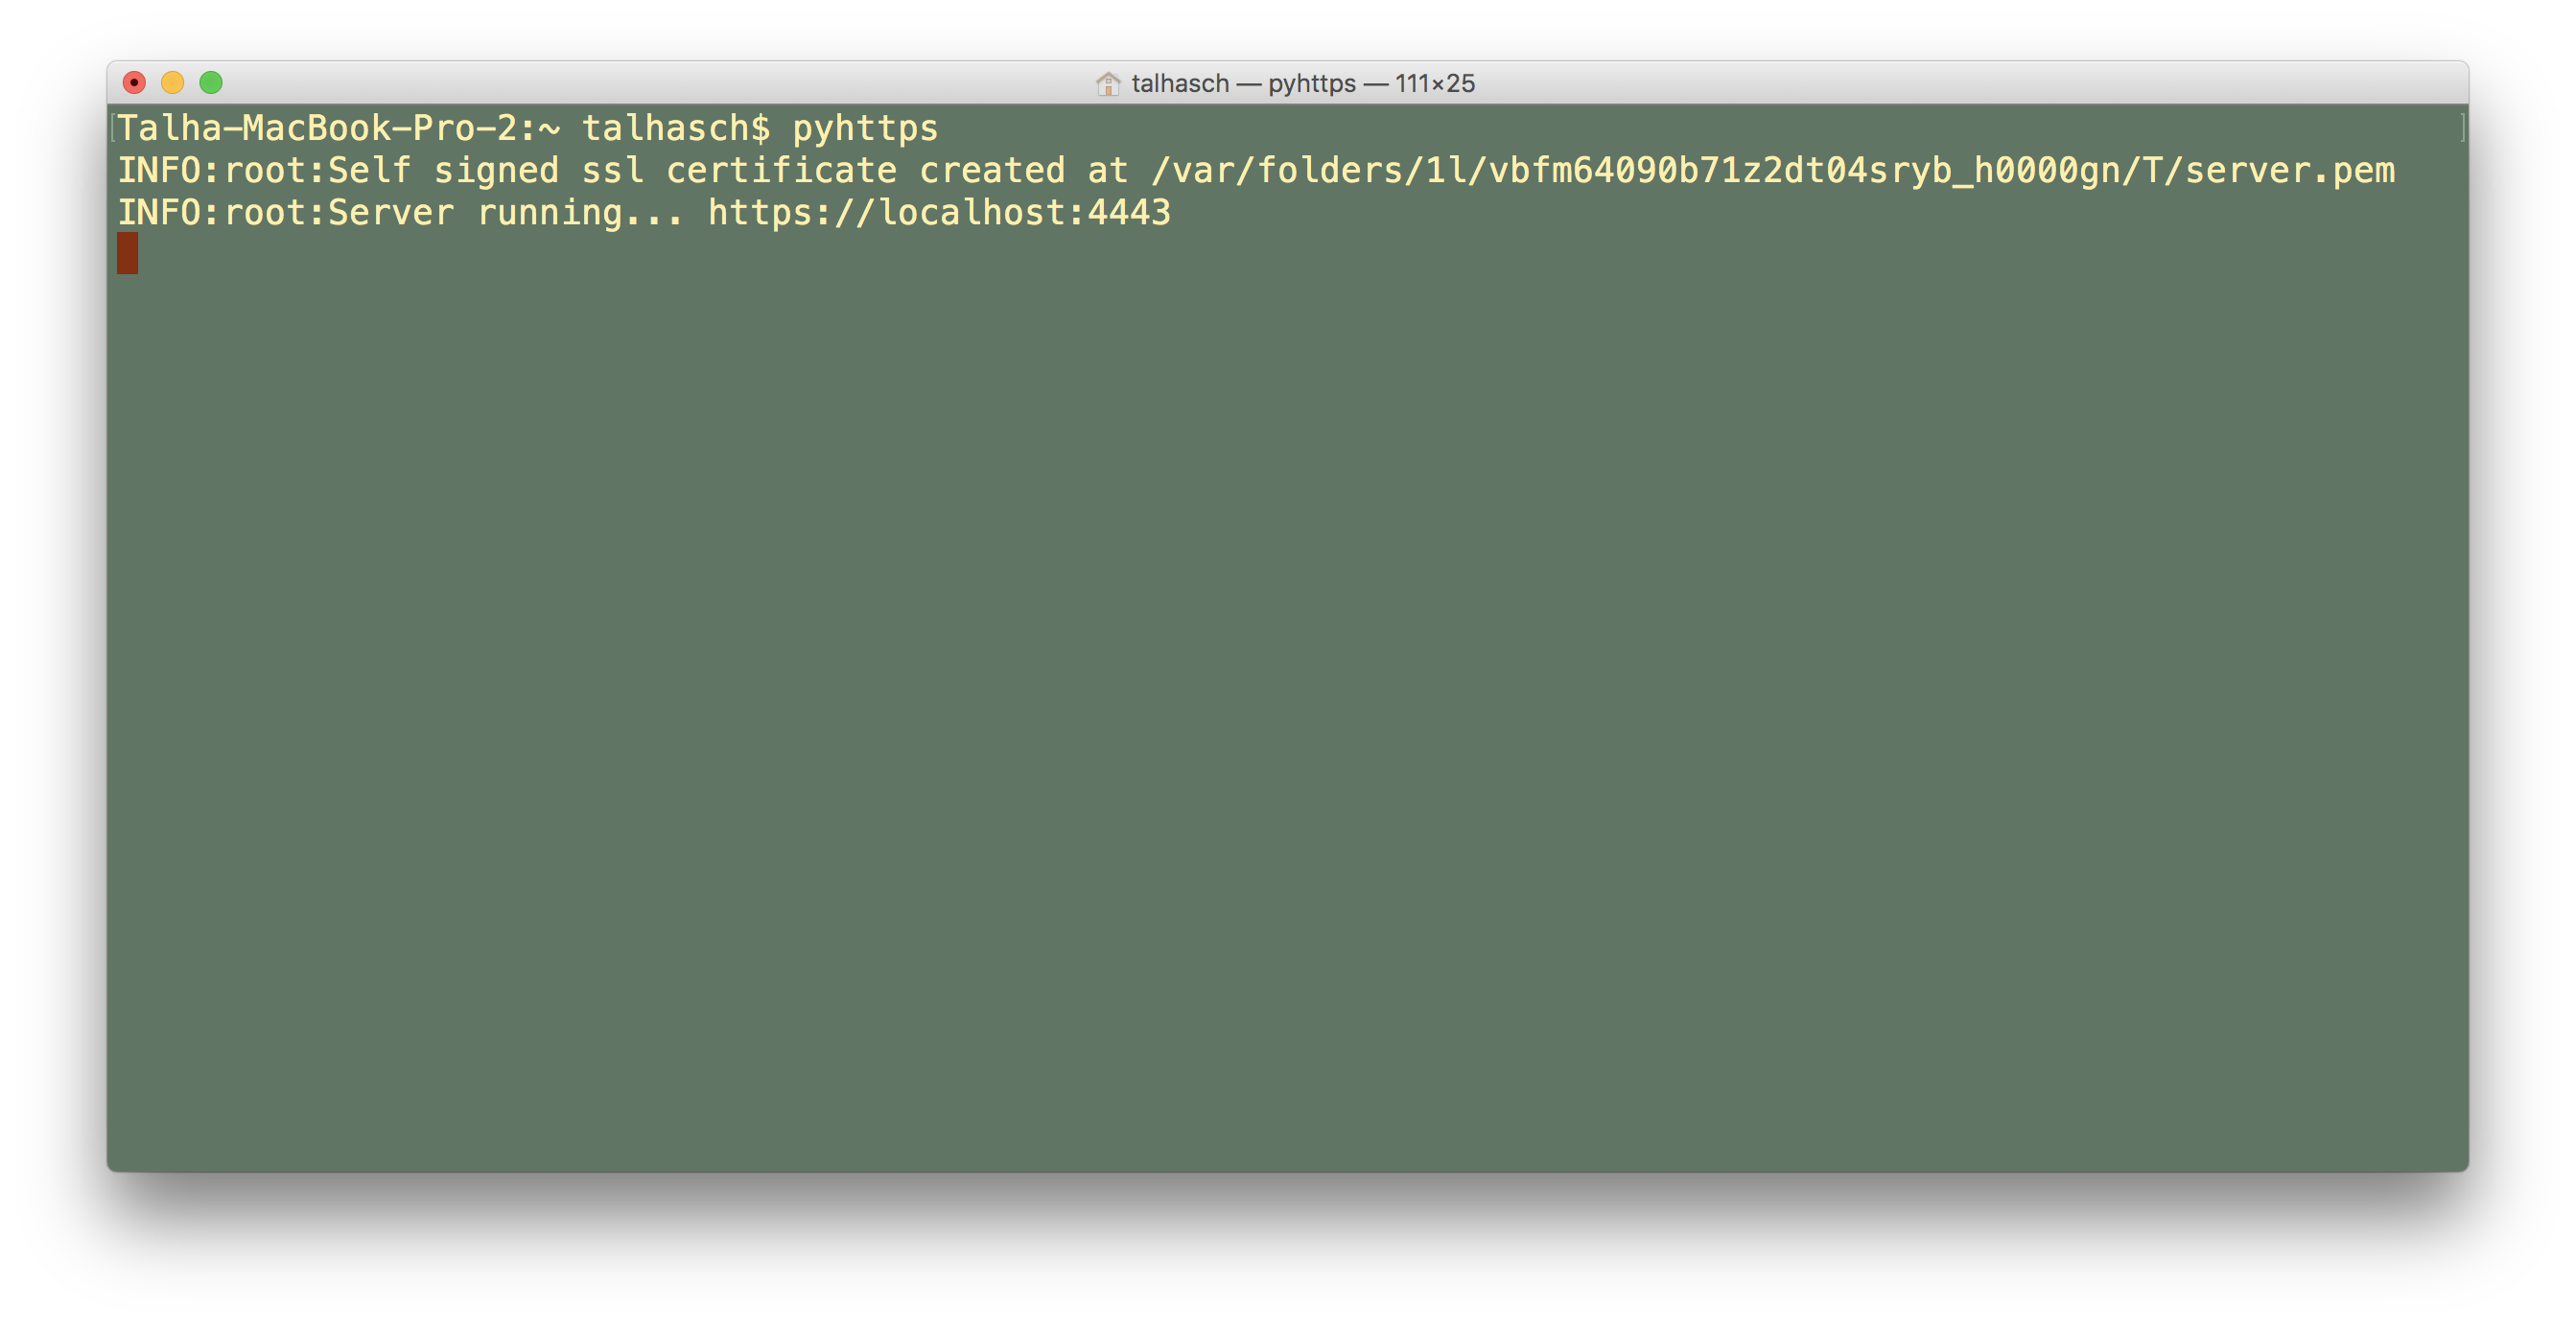 talhasch — pyhttps — 111×25
[Talha-MacBook-Pro-2:~ talhasch$ pyhttps ]
INFO:root:Self signed ssl certificate created at /var/folders/1l/vbfm64090b71z2dt04sryb_h0000gn/T/server.pem
INFO:root:Server running... https://localhost:4443